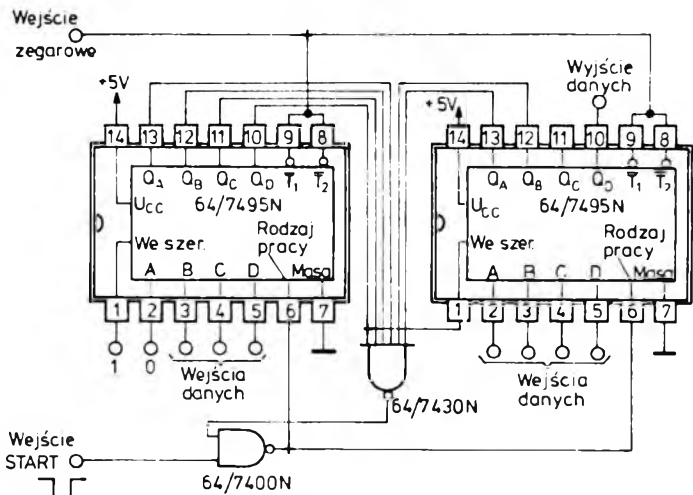 Wejście
zegarowe
+5V
14 13 12 11 10 9 8
QA QB QC QD T1 T2
UCC 64/7495N
We szer. Rodzaj
pracy
A B C D Masa
1 2 3 4 5 6 7
1 0 Wejścia
danych
Wyjście
danych
+5V
14 13 12 11 10 9 8
QA QB QC QD T1 T2
UCC 64/7495N
We szer. Rodzaj
pracy
A B C D Masa
1 2 3 4 5 6 7
Wejścia
danych
64/7430N
Wejście
START
64/7400N